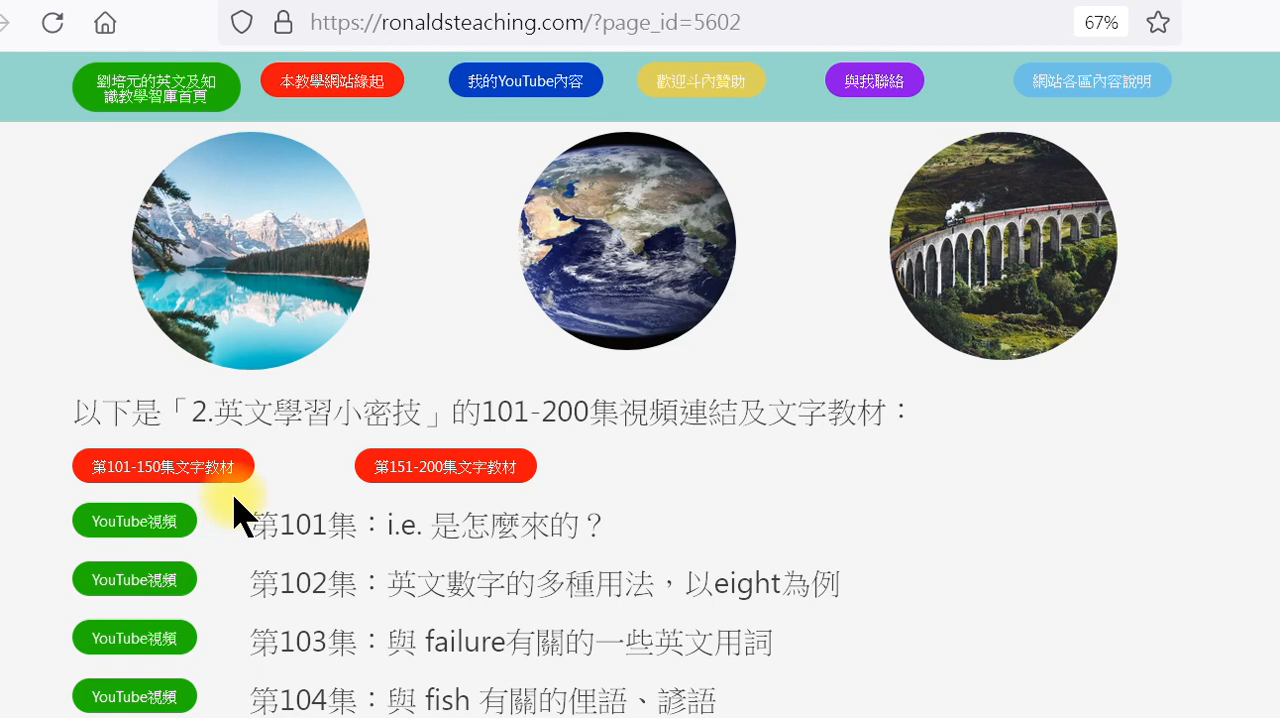 https://ronaldsteaching.com/?page_id=5602
67%
劉培元的英文及知
識教學智庫首頁
本教學網站緣起
我的YouTube內容
歡迎斗內贊助
與我聯絡
網站各區內容說明
以下是「2.英文學習小密技」的101-200集視頻連結及文字教材：
第101-150集文字教材
第151-200集文字教材
YouTube視頻
第101集：i.e. 是怎麼來的？
YouTube視頻
第102集：英文數字的多種用法，以eight為例
YouTube視頻
第103集：與 failure有關的一些英文用詞
YouTube視頻
第104集：與 fish 有關的俚語、諺語